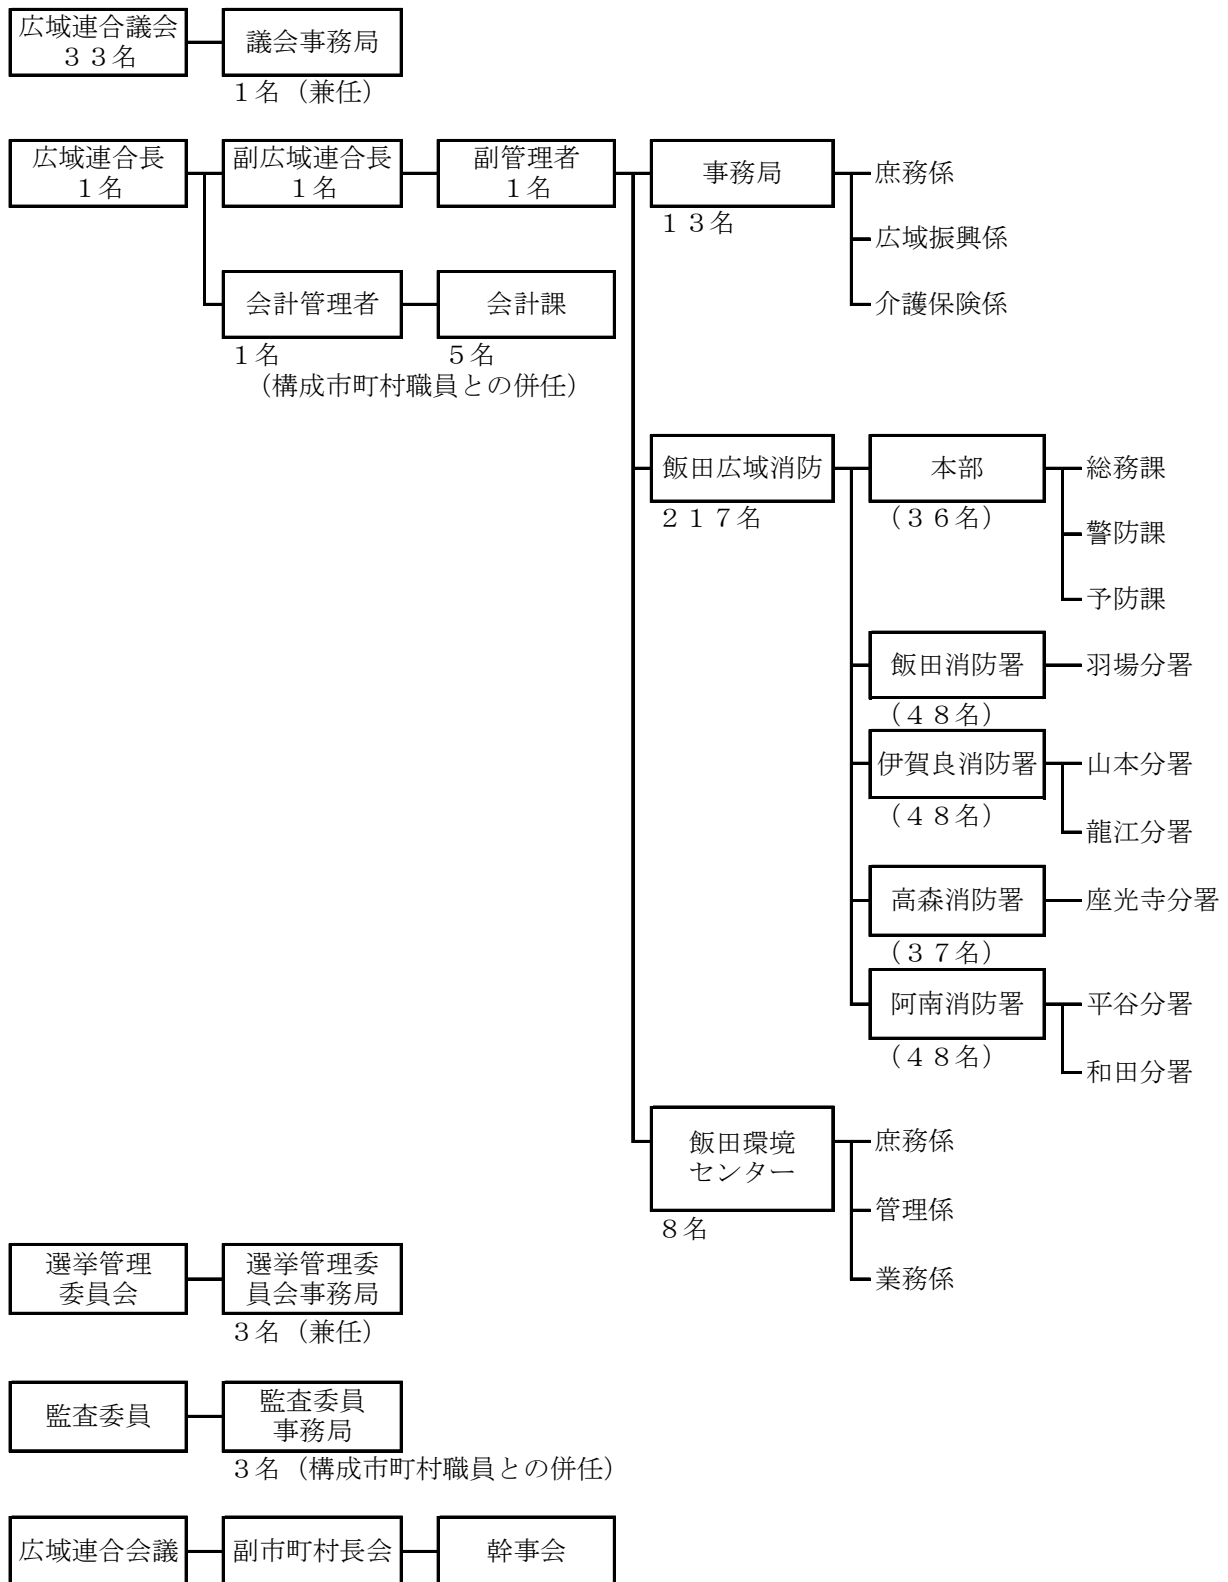 広域連合議会
３３名
議会事務局
１名（兼任）
広域連合長
１名
副広域連合長
１名
副管理者
１名
事務局
１３名
庶務係
広域振興係
介護保険係
会計管理者
１名
会計課
５名
（構成市町村職員との併任）
飯田広域消防
２１７名
本部
（３６名）
総務課
警防課
予防課
飯田消防署
（４８名）
羽場分署
伊賀良消防署
（４８名）
山本分署
龍江分署
高森消防署
（３７名）
座光寺分署
阿南消防署
（４８名）
平谷分署
和田分署
飯田環境
センター
８名
庶務係
管理係
業務係
選挙管理
委員会
選挙管理委
員会事務局
３名（兼任）
監査委員
監査委員
事務局
３名（構成市町村職員との併任）
広域連合会議
副市町村長会
幹事会